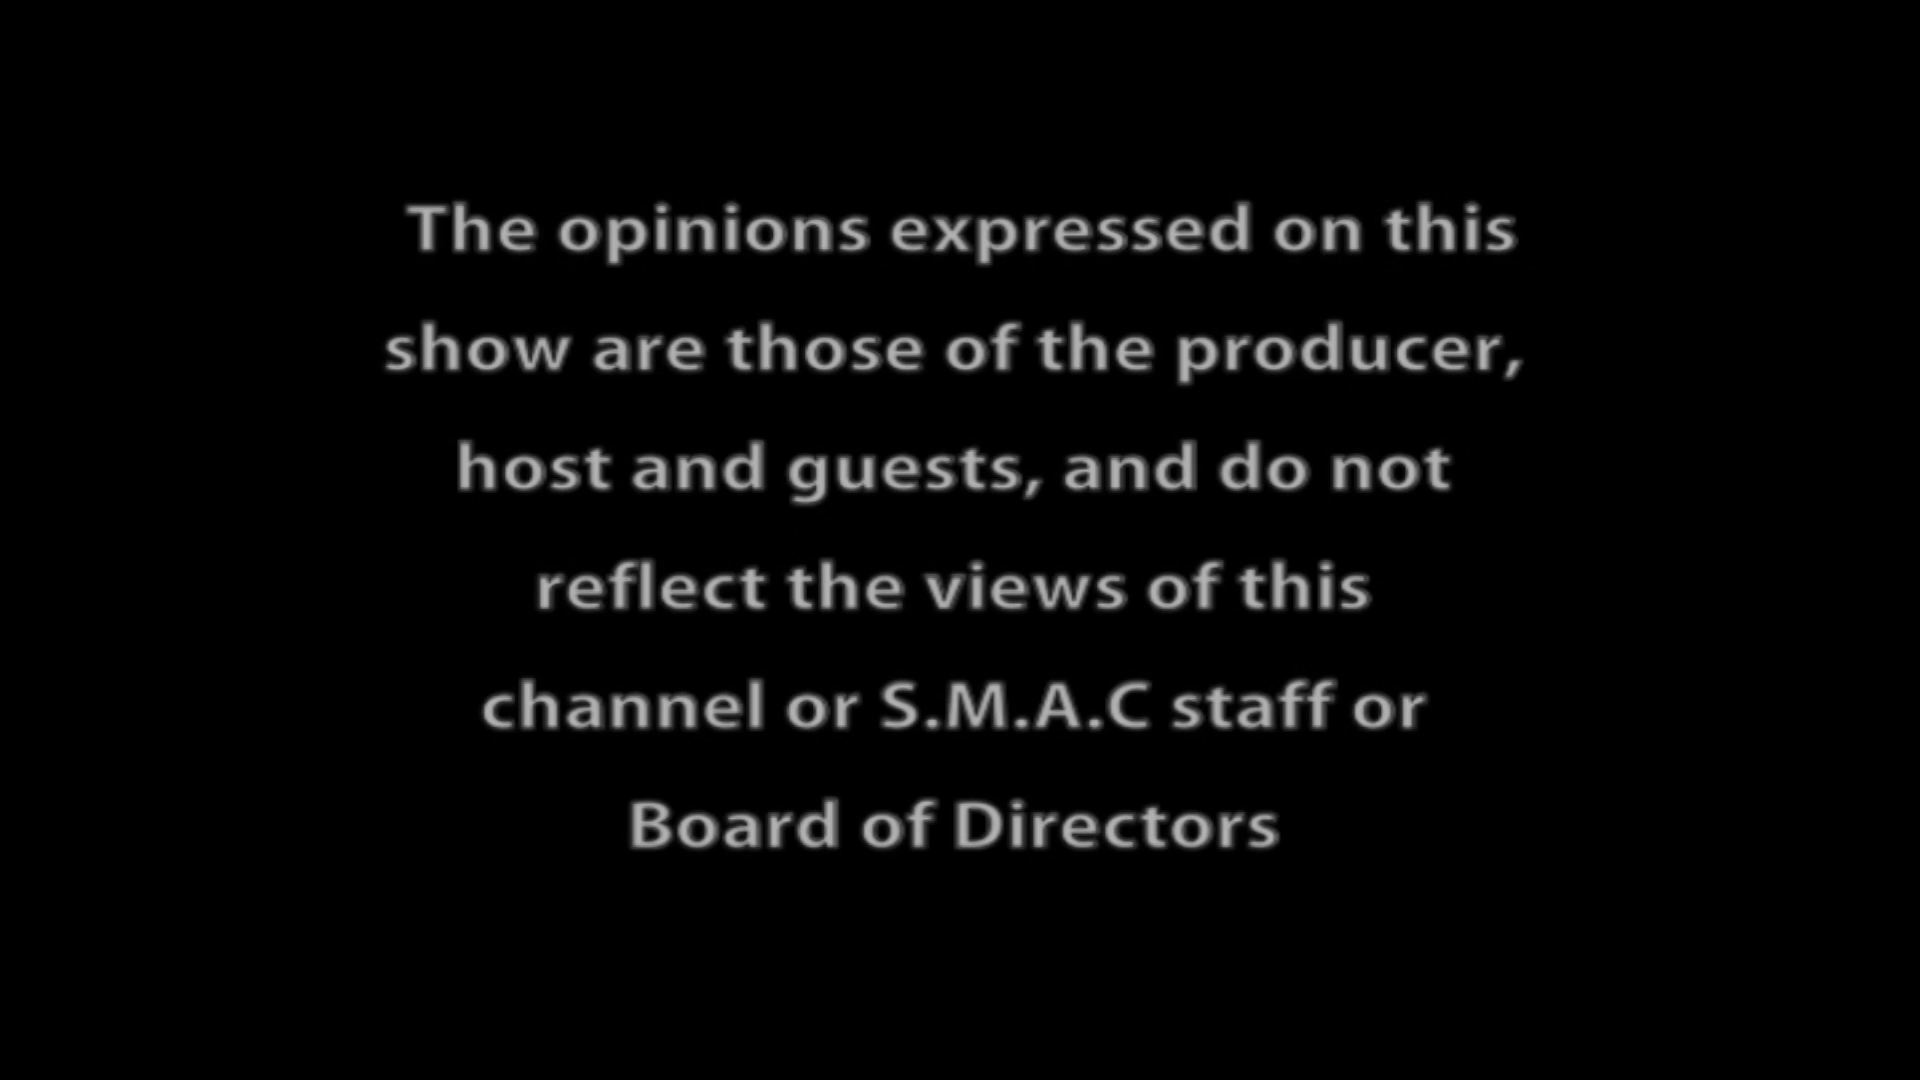 The opinions expressed on this
show are those of the producer,
host and guests, and do not
reflect the views of this
channel or S.M.A.C staff or
Board of Directors